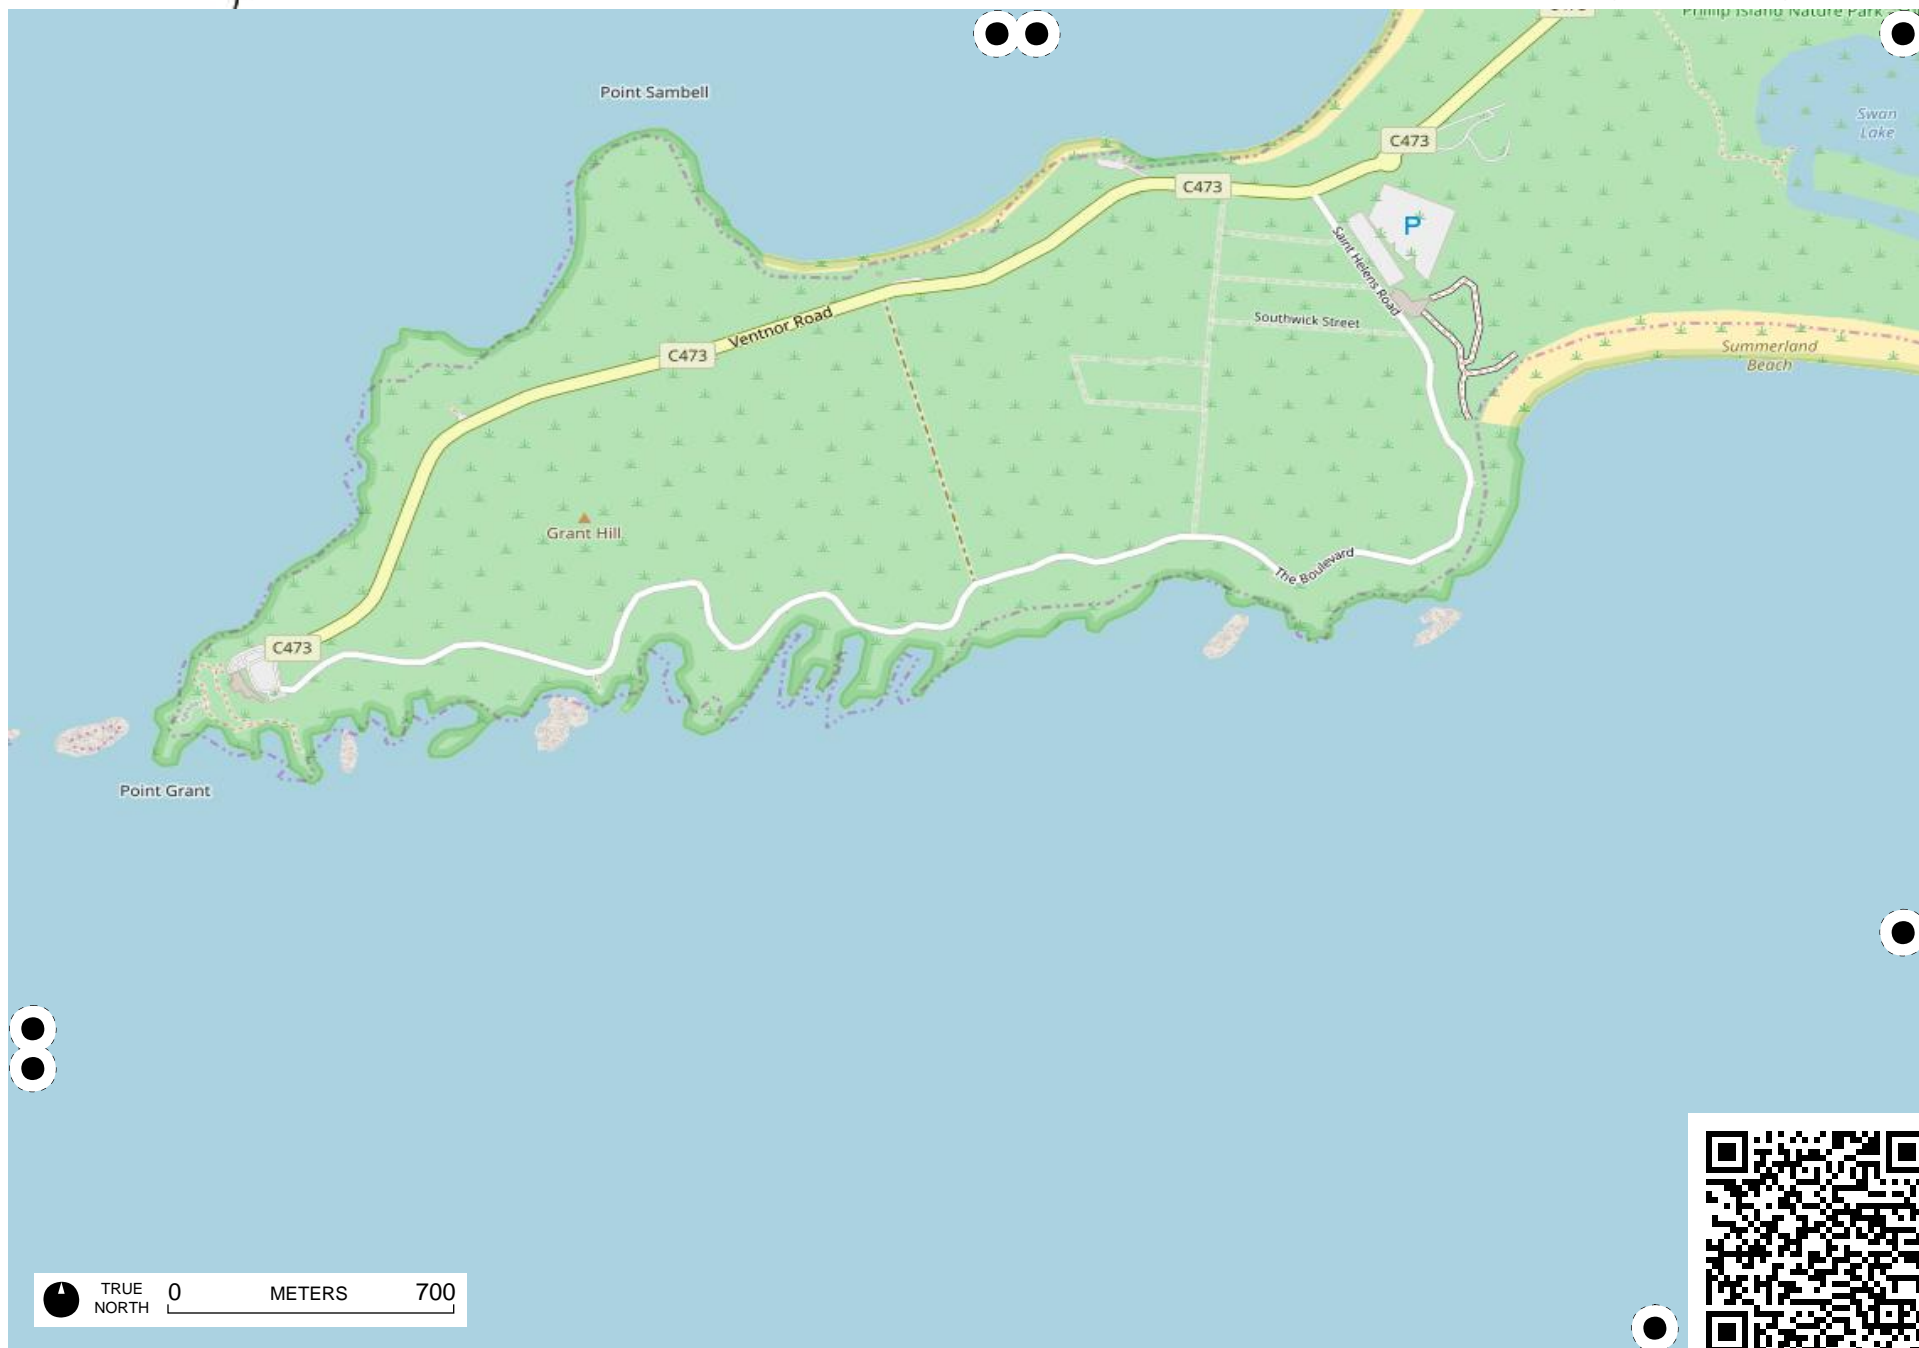 Phillip Island Nature Park
Point Sambell
Swan
Lake
C473
C473
P
Saint Helens Road
Southwick Street
Ventnor Road
C473
Summerland
Beach
Grant Hill
The Boulevard
C473
Point Grant
TRUE
NORTH
0 METERS 700